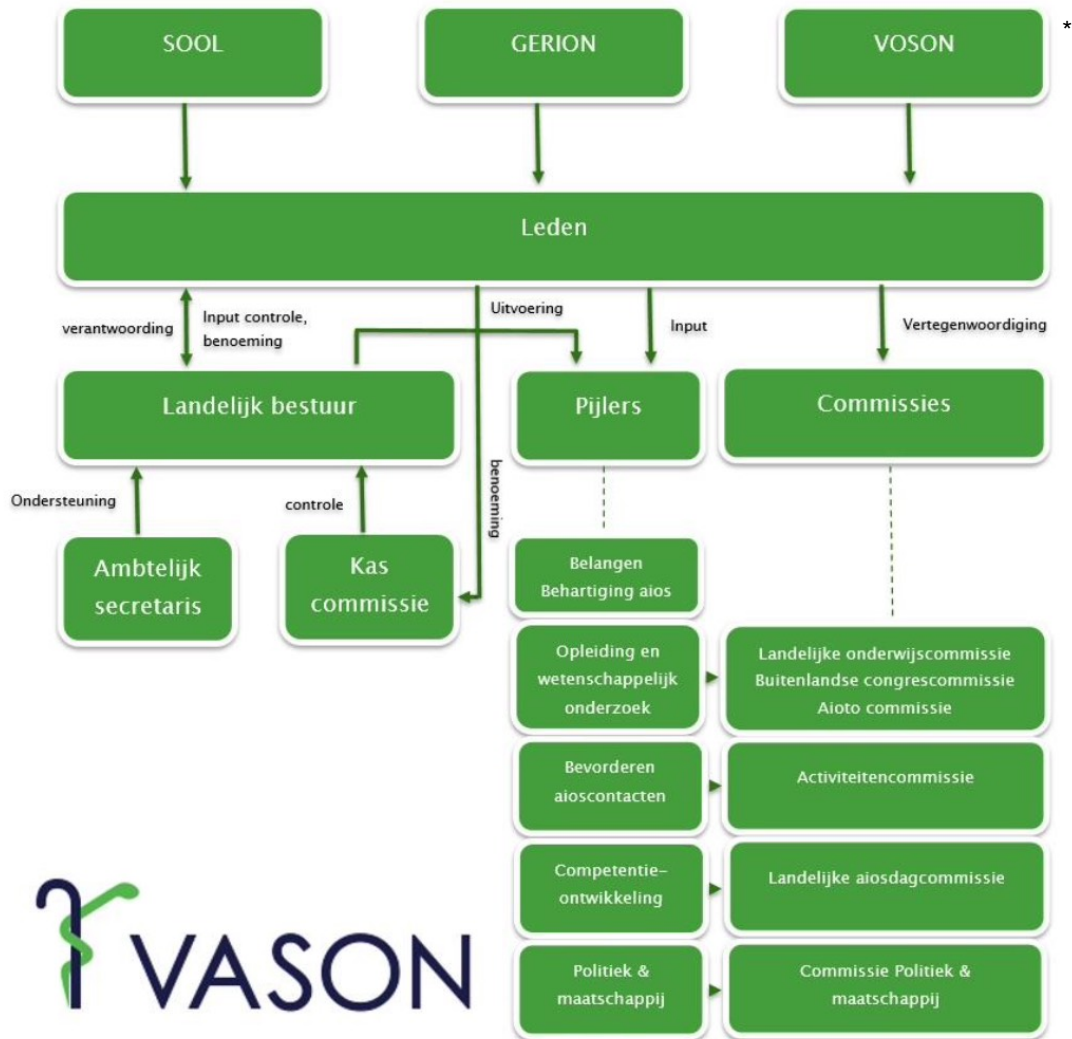 SOOL
GERION
VOSON
*
Leden
verantwoording
Input controle,
benoeming
Uitvoering
Input
Vertegenwoordiging
Landelijk bestuur
Pijlers
Commissies
Ondersteuning
controle
benoeming
Ambtelijk
secretaris
Kas
commissie
Belangen
Behartiging aios
Opleiding en
wetenschappelijk
onderzoek
Landelijke onderwijscommissie
Buitenlandse congrescommissie
Aioto commissie
Bevorderen
aioscontacten
Activiteitencommissie
Competentie-
ontwikkeling
Landelijke aiosdagcommissie
Politiek &
maatschappij
Commissie Politiek &
maatschappij
VASON